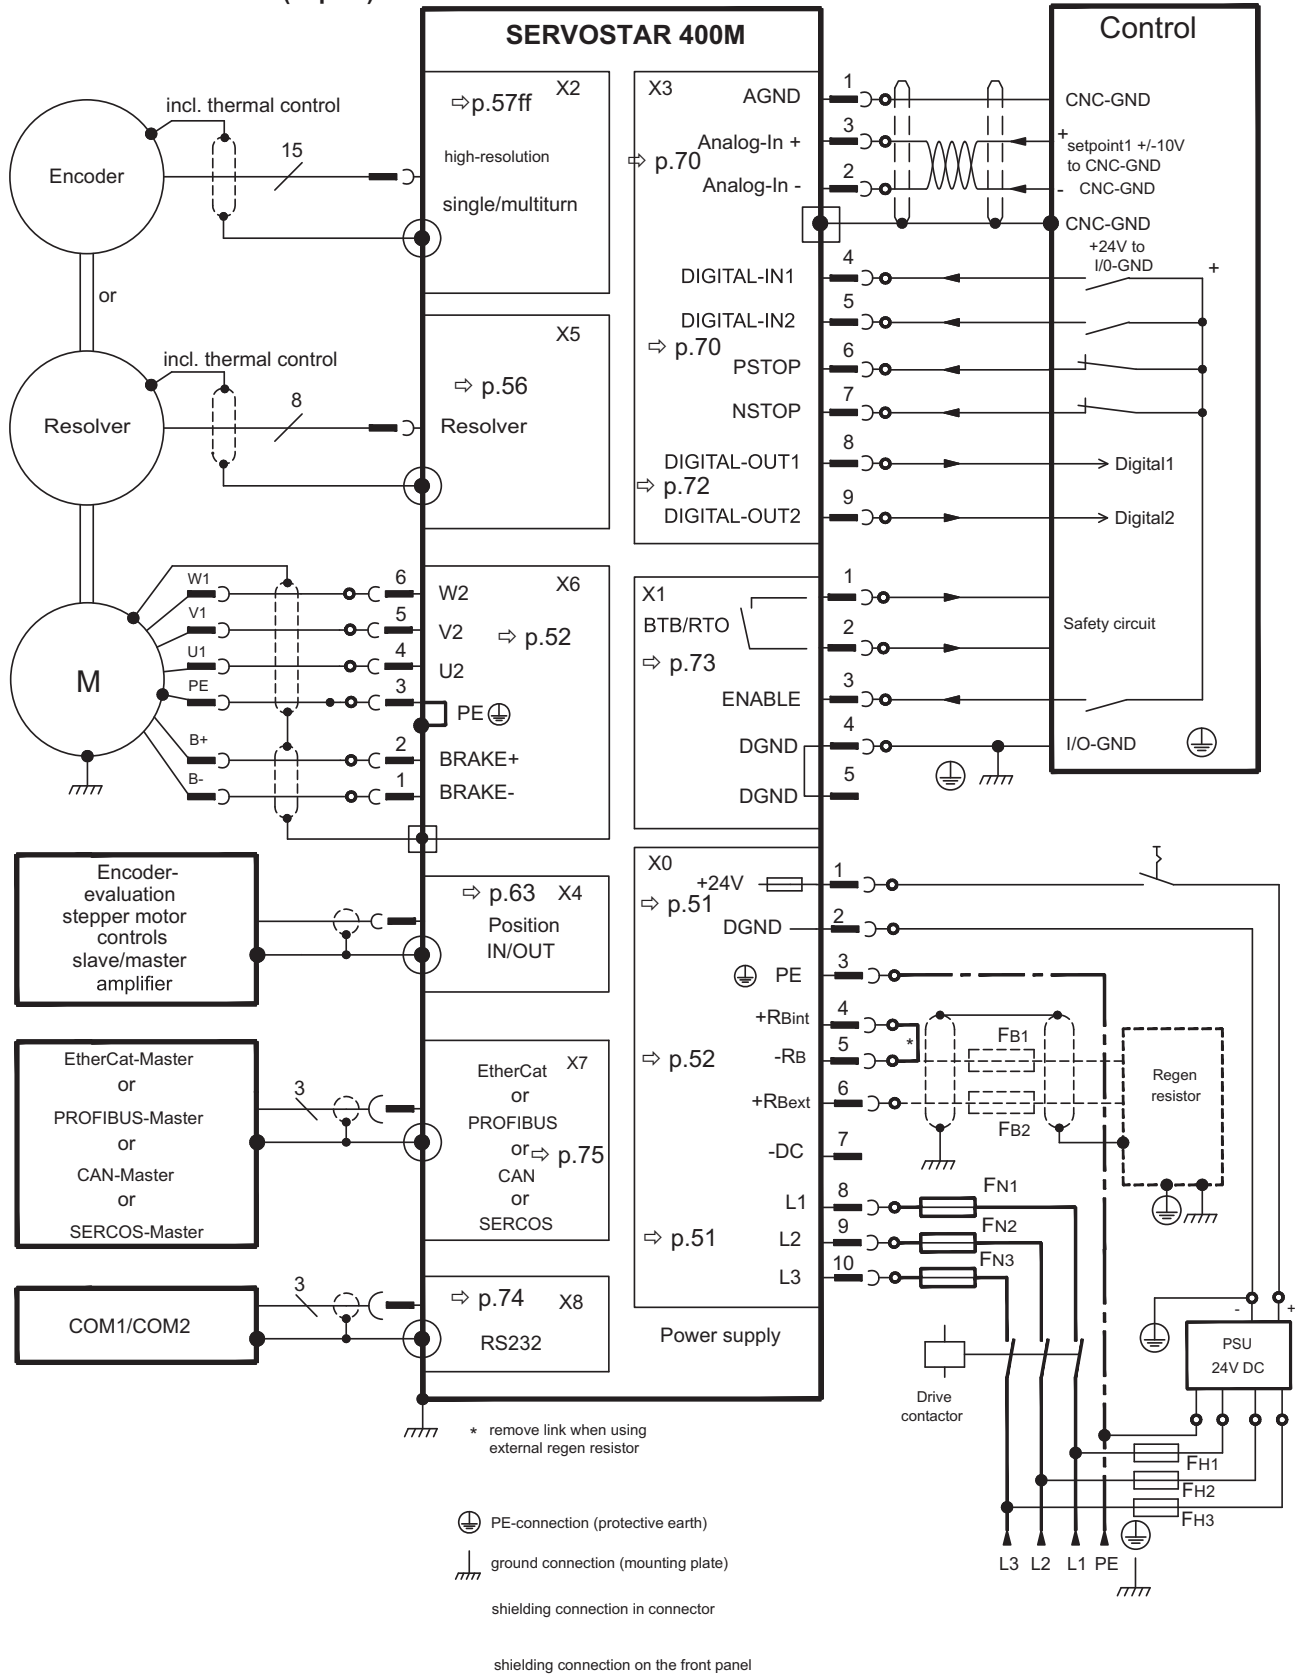 SERVOSTAR 400M
Control
incl. thermal control
Encoder
15
X2
⇨p.57ff
high-resolution
single/multiturn
or
incl. thermal control
Resolver
8
X5
⇨ p.56
Resolver
M
W1
V1
U1
PE
B+
B-
6
5
4
3
2
1
X6
W2
V2
⇨ p.52
U2
PE
BRAKE+
BRAKE-
Encoder-
evaluation
stepper motor
controls
slave/master
amplifier
⇨ p.63
X4
Position
IN/OUT
EtherCat-Master
or
PROFIBUS-Master
or
CAN-Master
or
SERCOS-Master
3
X7
EtherCat
or
PROFIBUS
or⇨ p.75
CAN
or
SERCOS
COM1/COM2
3
⇨ p.74
X8
RS232
X3
AGND
1
Analog-In +
3
⇨ p.70
Analog-In -
2
DIGITAL-IN1
4
DIGITAL-IN2
5
⇨ p.70
PSTOP
6
NSTOP
7
DIGITAL-OUT1
8
⇨ p.72
DIGITAL-OUT2
9
CNC-GND
+
setpoint1 +/-10V
to CNC-GND
- CNC-GND
CNC-GND
+24V to
I/0-GND
+
Digital1
Digital2
X1
BTB/RTO
⇨ p.73
1
2
ENABLE
3
DGND
4
DGND
5
Safety circuit
I/O-GND
X0
+24V
1
⇨ p.51
DGND
2
PE
3
+RBint
4
⇨ p.52
-RB
5
*
+RBext
6
-DC
7
L1
8
⇨ p.51
L2
9
L3
10
Power supply
FB1
FB2
Regen
resistor
FN1
FN2
FN3
Drive
contactor
- +
PSU
24V DC
FH1
FH2
FH3
L3 L2 L1 PE
* remove link when using
external regen resistor
PE-connection (protective earth)
ground connection (mounting plate)
shielding connection in connector
shielding connection on the front panel